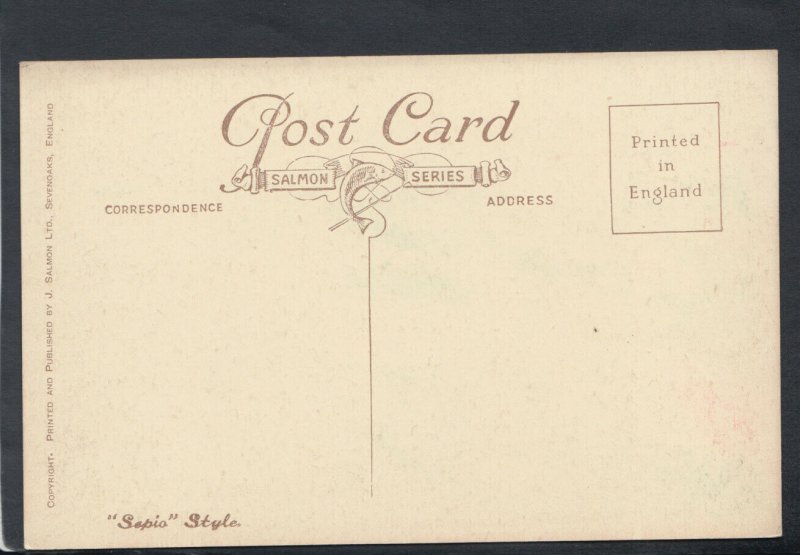 Post Card
SALMON SERIES
CORRESPONDENCE
ADDRESS
Printed
in
England
COPYRIGHT. PRINTED AND PUBLISHED BY J. SALMON LTD., SEVENOAKS, ENGLAND
"Sepio" Style.